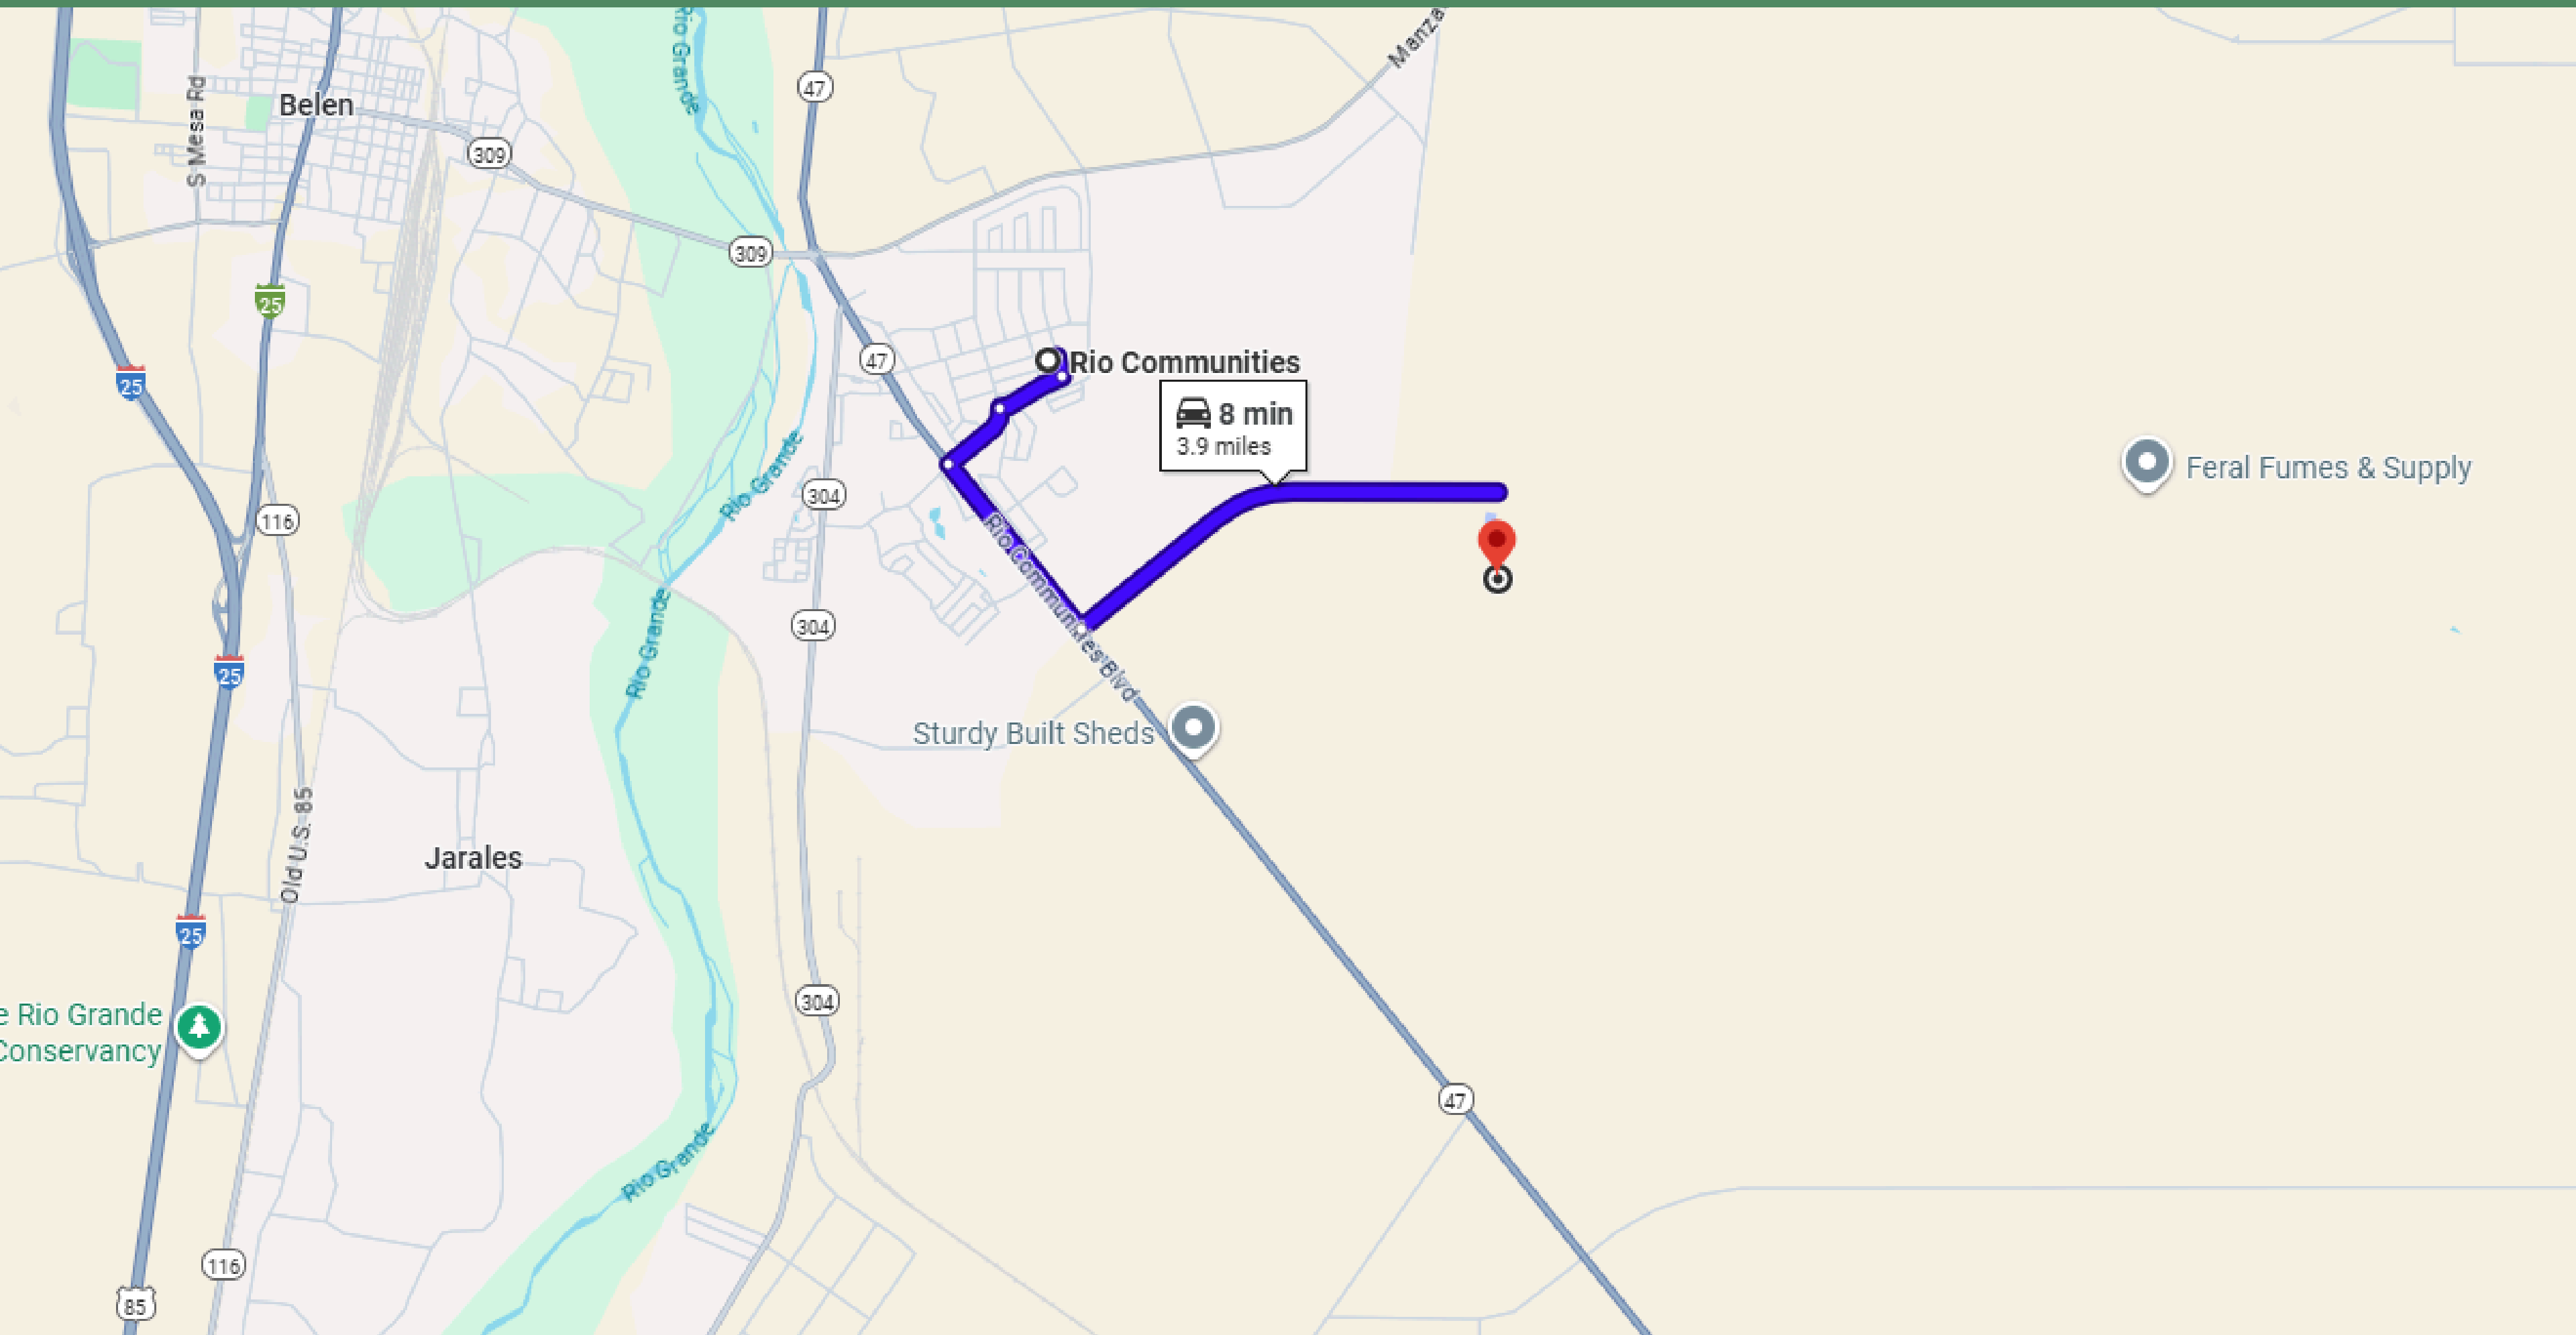 Rio Grande
Manza
47
S Mesa Rd
Belen
309
309
25
47
Rio Communities
8 min
3.9 miles
25
Rio Grande
304
116
Feral Fumes & Supply
Rio Communities Blvd
304
Rio Grande
25
Sturdy Built Sheds
Old U.S. 85
Jarales
25
304
e Rio Grande
Conservancy
47
Rio Grande
116
85